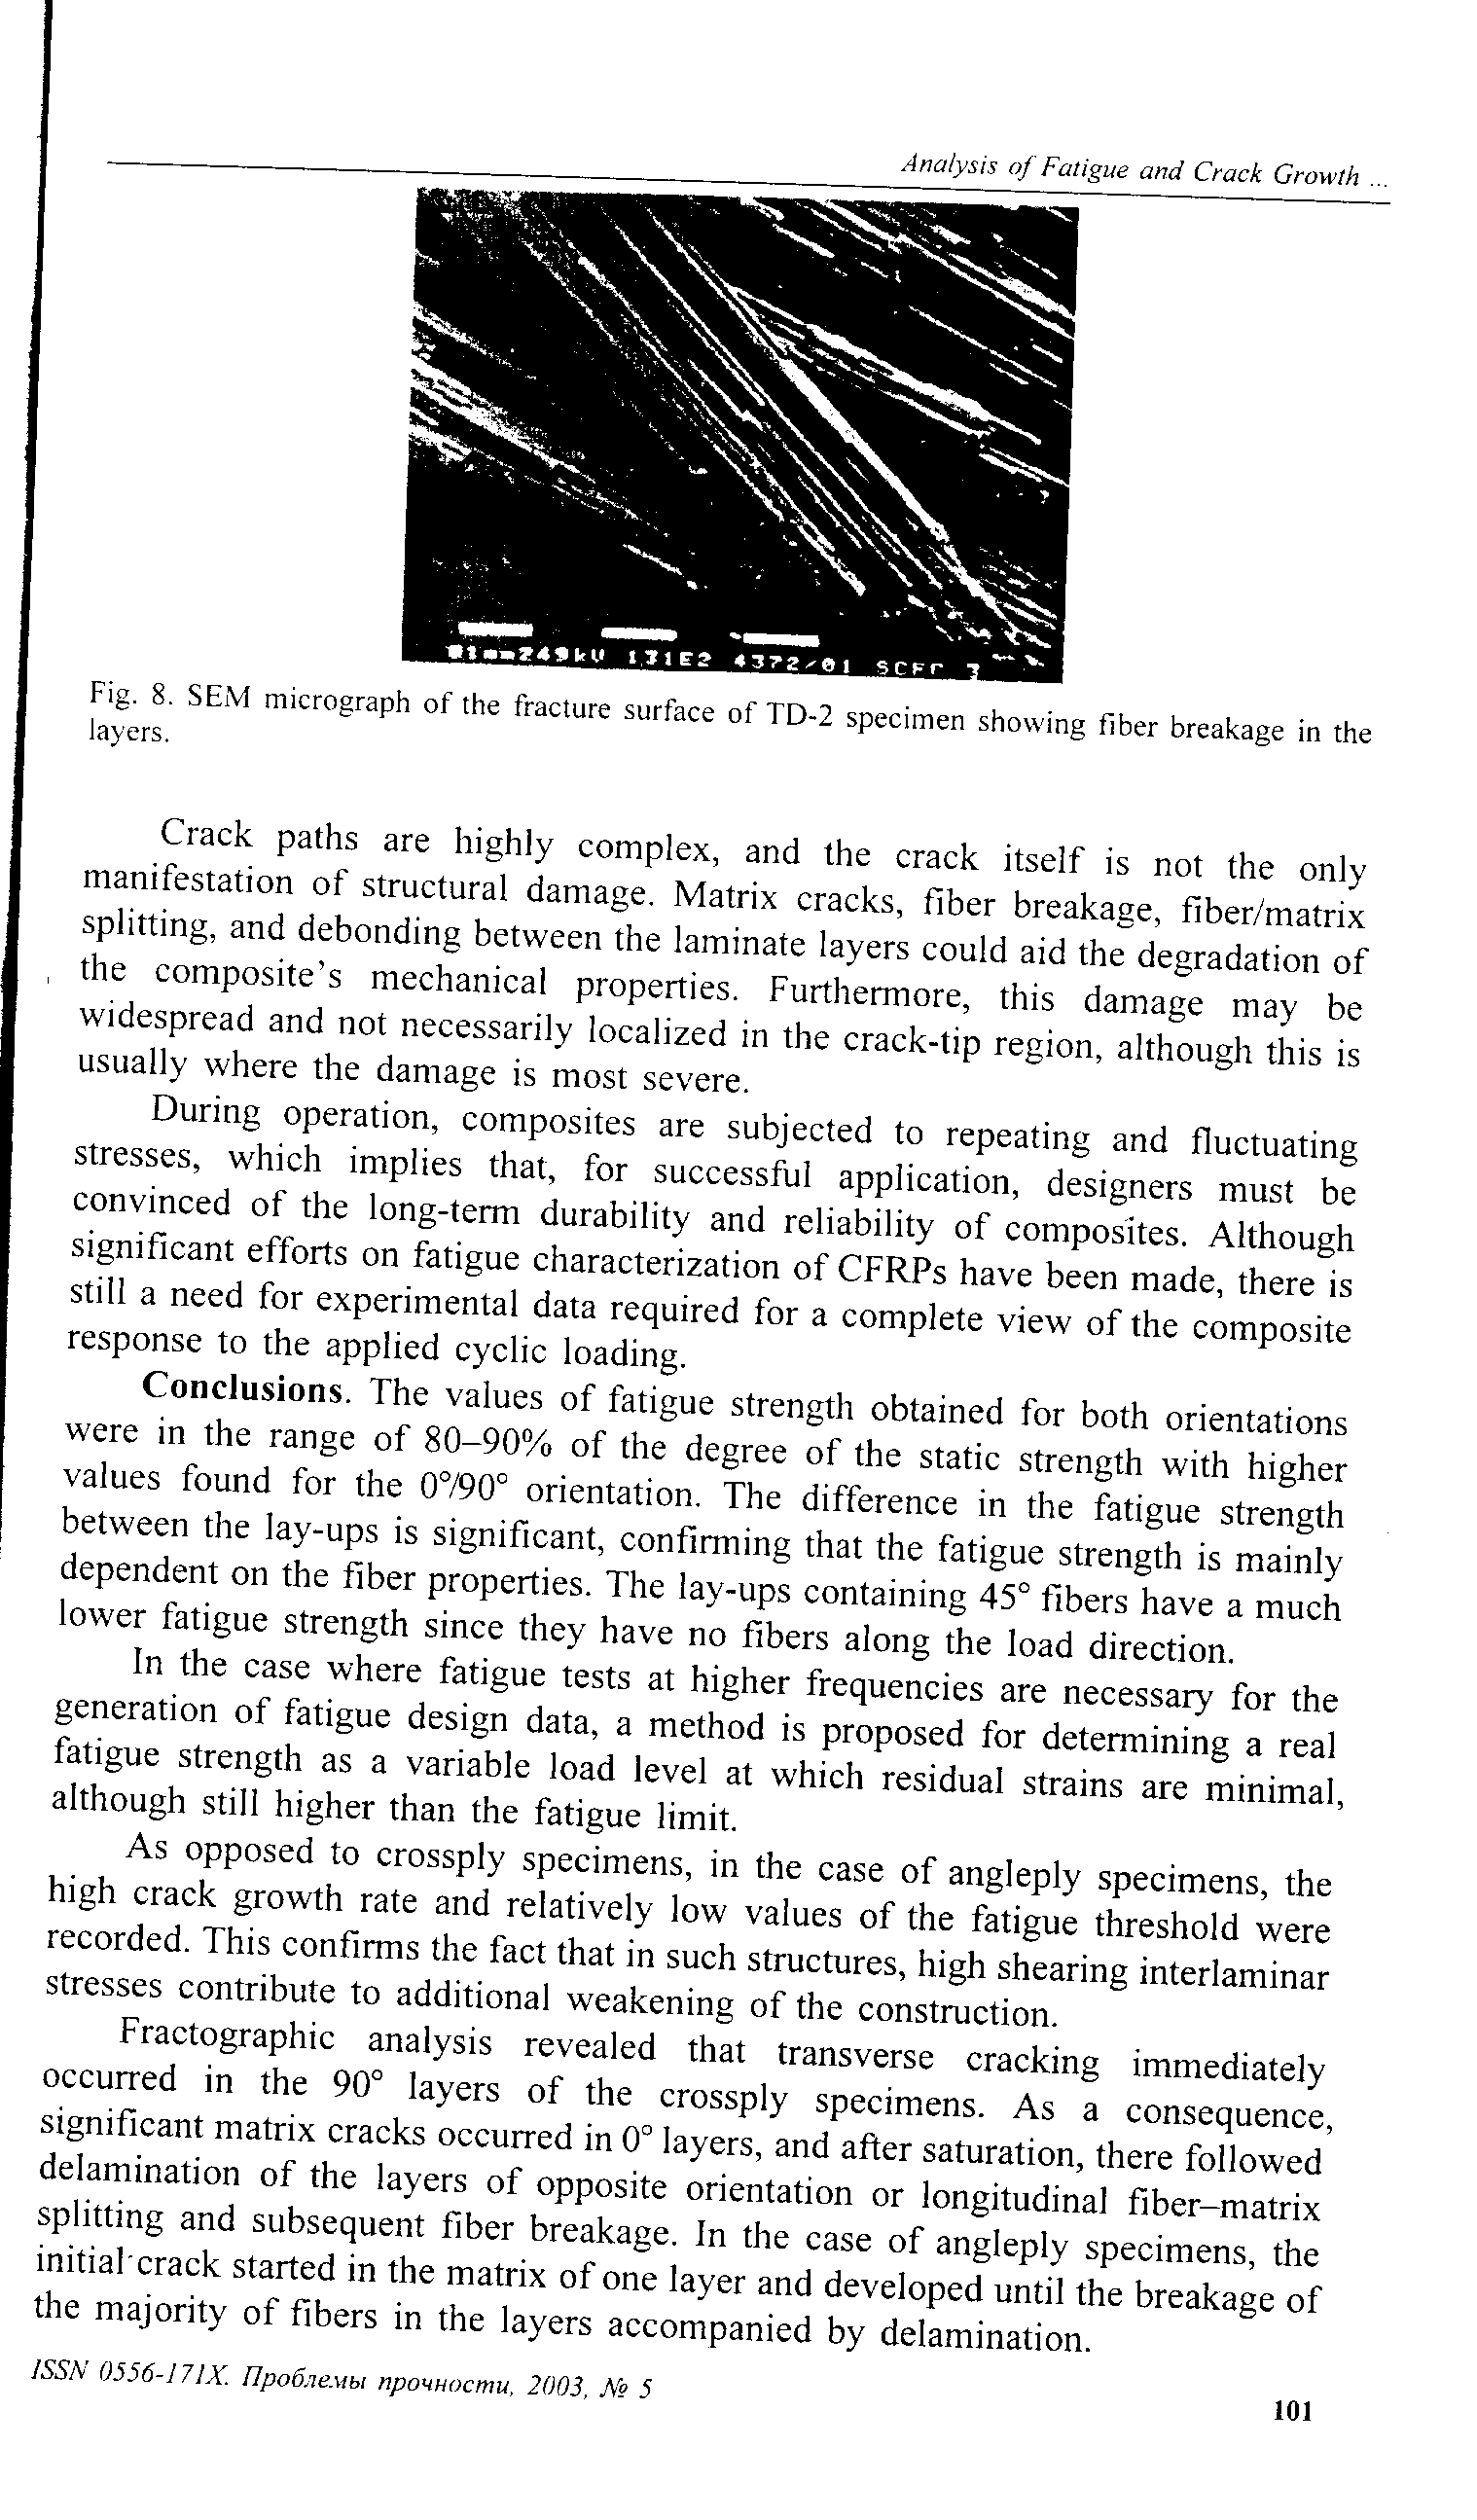 Analysis of Fatigue and Crack Growth ...
249kV 131E2 4372/01 SCFC 3
Fig. 8. SEM micrograph of the fracture surface of TD-2 specimen showing fiber breakage in the
layers.
Crack paths are highly complex, and the crack itself is not the only
manifestation of structural damage. Matrix cracks, fiber breakage, fiber/matrix
splitting, and debonding between the laminate layers could aid the degradation of
the composite's mechanical properties. Furthermore, this damage may be
widespread and not necessarily localized in the crack-tip region, although this is
usually where the damage is most severe.
During operation, composites are subjected to repeating and fluctuating
stresses, which implies that, for successful application, designers must be
convinced of the long-term durability and reliability of composites. Although
significant efforts on fatigue characterization of CFRPs have been made, there is
still a need for experimental data required for a complete view of the composite
response to the applied cyclic loading.
Conclusions. The values of fatigue strength obtained for both orientations
were in the range of 80–90% of the degree of the static strength with higher
values found for the 0°/90° orientation. The difference in the fatigue strength
between the lay-ups is significant, confirming that the fatigue strength is mainly
dependent on the fiber properties. The lay-ups containing 45° fibers have a much
lower fatigue strength since they have no fibers along the load direction.
In the case where fatigue tests at higher frequencies are necessary for the
generation of fatigue design data, a method is proposed for determining a real
fatigue strength as a variable load level at which residual strains are minimal,
although still higher than the fatigue limit.
As opposed to crossply specimens, in the case of angleply specimens, the
high crack growth rate and relatively low values of the fatigue threshold were
recorded. This confirms the fact that in such structures, high shearing interlaminar
stresses contribute to additional weakening of the construction.
Fractographic analysis revealed that transverse cracking immediately
occurred in the 90° layers of the crossply specimens. As a consequence,
significant matrix cracks occurred in 0° layers, and after saturation, there followed
delamination of the layers of opposite orientation or longitudinal fiber–matrix
splitting and subsequent fiber breakage. In the case of angleply specimens, the
initial crack started in the matrix of one layer and developed until the breakage of
the majority of fibers in the layers accompanied by delamination.
ISSN 0556-171X. Проблемы прочности, 2003, № 5
101